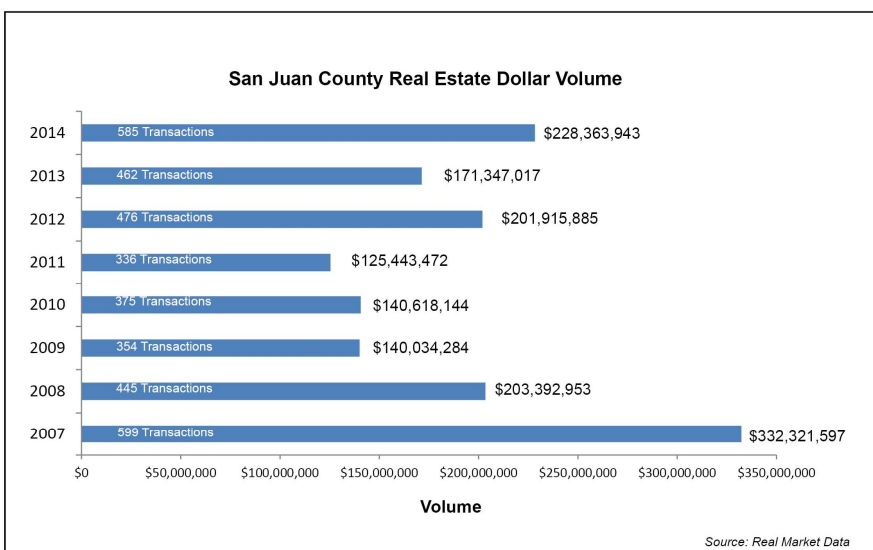 San Juan County Real Estate Dollar Volume
2014 585 Transactions $228,363,943
2013 462 Transactions $171,347,017
2012 476 Transactions $201,915,885
2011 336 Transactions $125,443,472
2010 375 Transactions $140,618,144
2009 354 Transactions $140,034,284
2008 445 Transactions $203,392,953
2007 599 Transactions $332,321,597
$0 $50,000,000 $100,000,000 $150,000,000 $200,000,000 $250,000,000 $300,000,000 $350,000,000
Volume
Source: Real Market Data